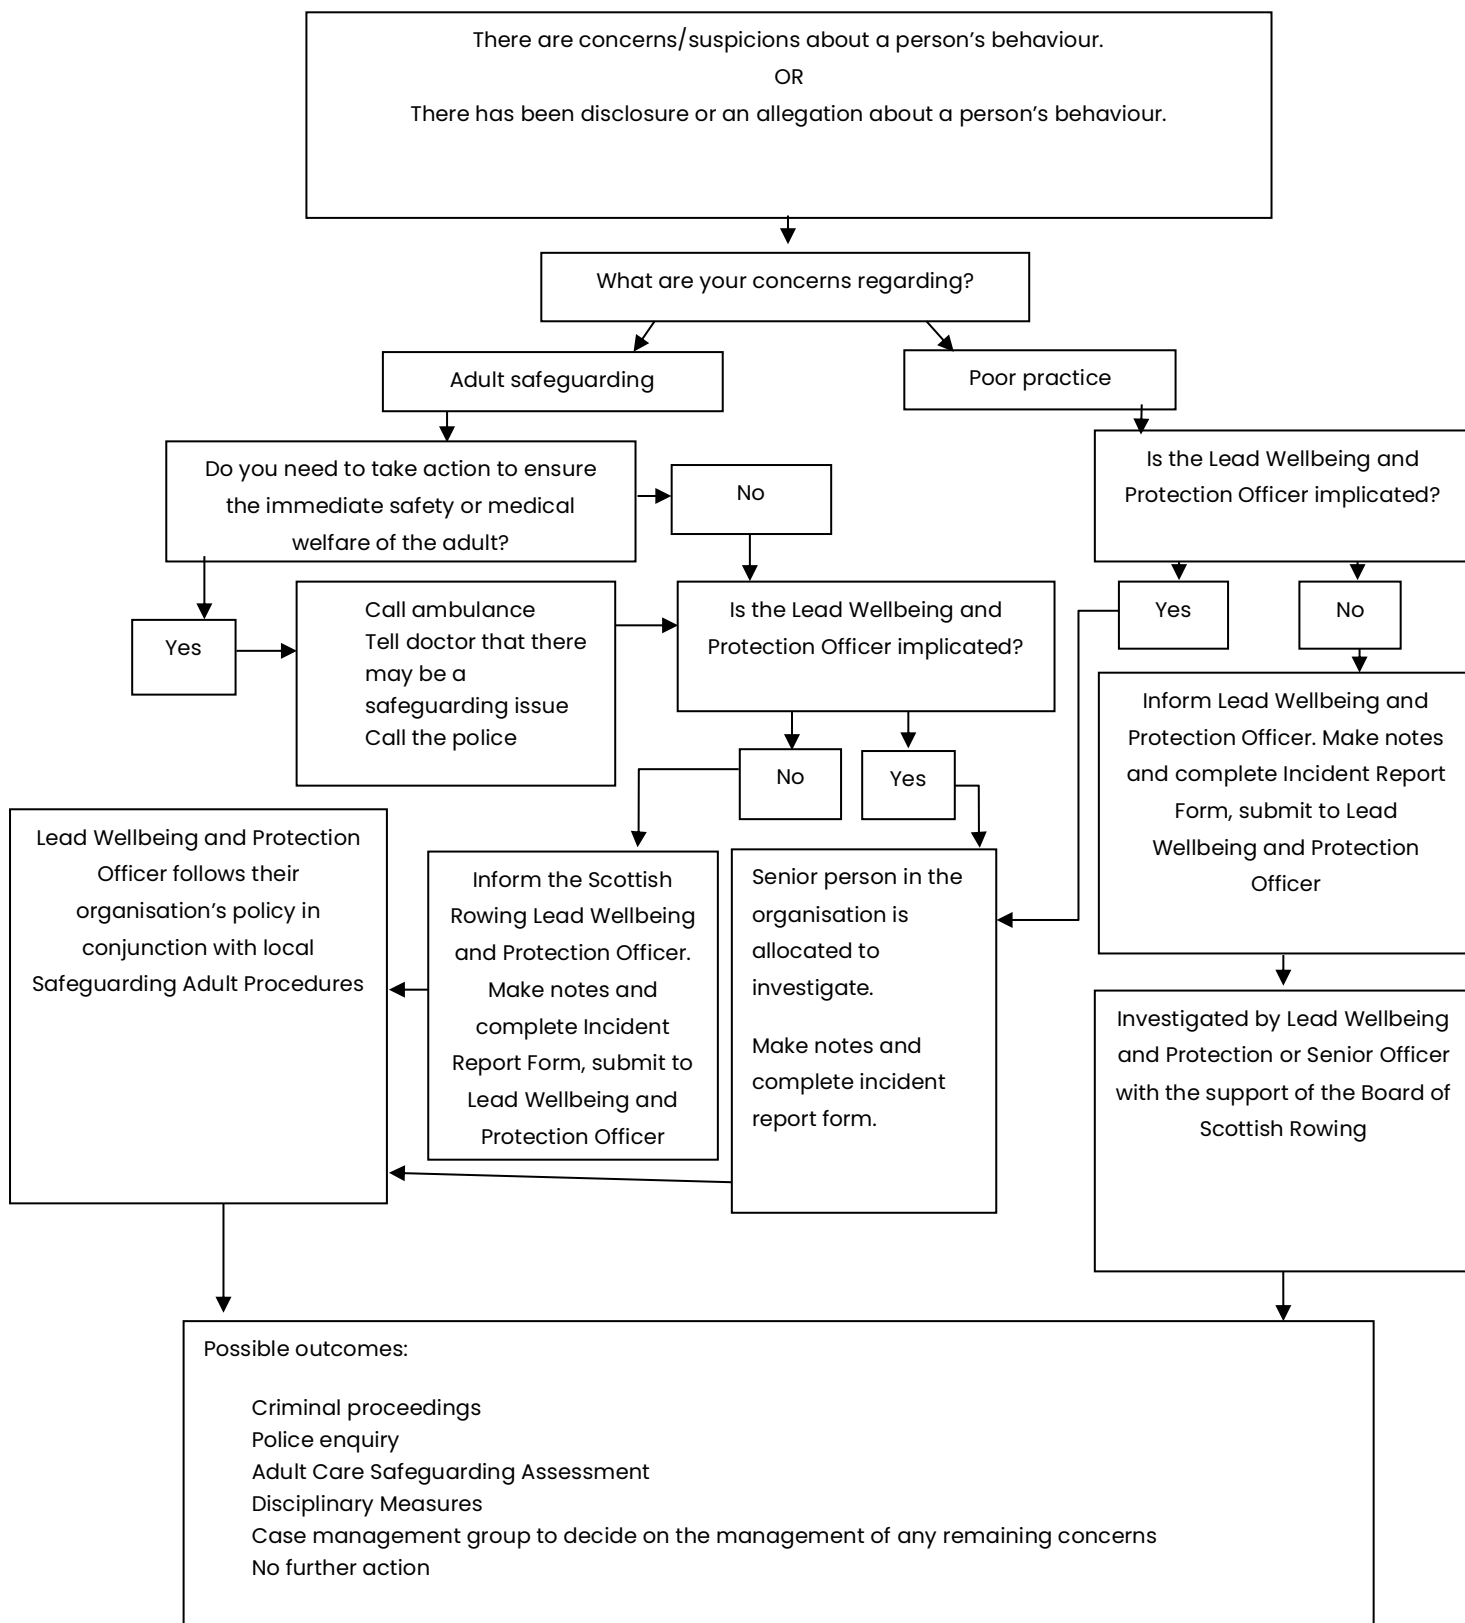 There are concerns/suspicions about a person's behaviour.
OR
There has been disclosure or an allegation about a person's behaviour.
What are your concerns regarding?
Adult safeguarding
Poor practice
Do you need to take action to ensure
the immediate safety or medical
welfare of the adult?
No
Is the Lead Wellbeing and
Protection Officer implicated?
Yes
Call ambulance
Tell doctor that there
may be a
safeguarding issue
Call the police
Is the Lead Wellbeing and
Protection Officer implicated?
Yes
No
No
Yes
Inform Lead Wellbeing and
Protection Officer. Make notes
and complete Incident Report
Form, submit to Lead
Wellbeing and Protection
Officer
Lead Wellbeing and Protection
Officer follows their
organisation's policy in
conjunction with local
Safeguarding Adult Procedures
Inform the Scottish
Rowing Lead Wellbeing
and Protection Officer.
Make notes and
complete Incident
Report Form, submit to
Lead Wellbeing and
Protection Officer
Senior person in the
organisation is
allocated to
investigate.
Make notes and
complete incident
report form.
Investigated by Lead Wellbeing
and Protection or Senior Officer
with the support of the Board of
Scottish Rowing
Possible outcomes:
Criminal proceedings
Police enquiry
Adult Care Safeguarding Assessment
Disciplinary Measures
Case management group to decide on the management of any remaining concerns
No further action